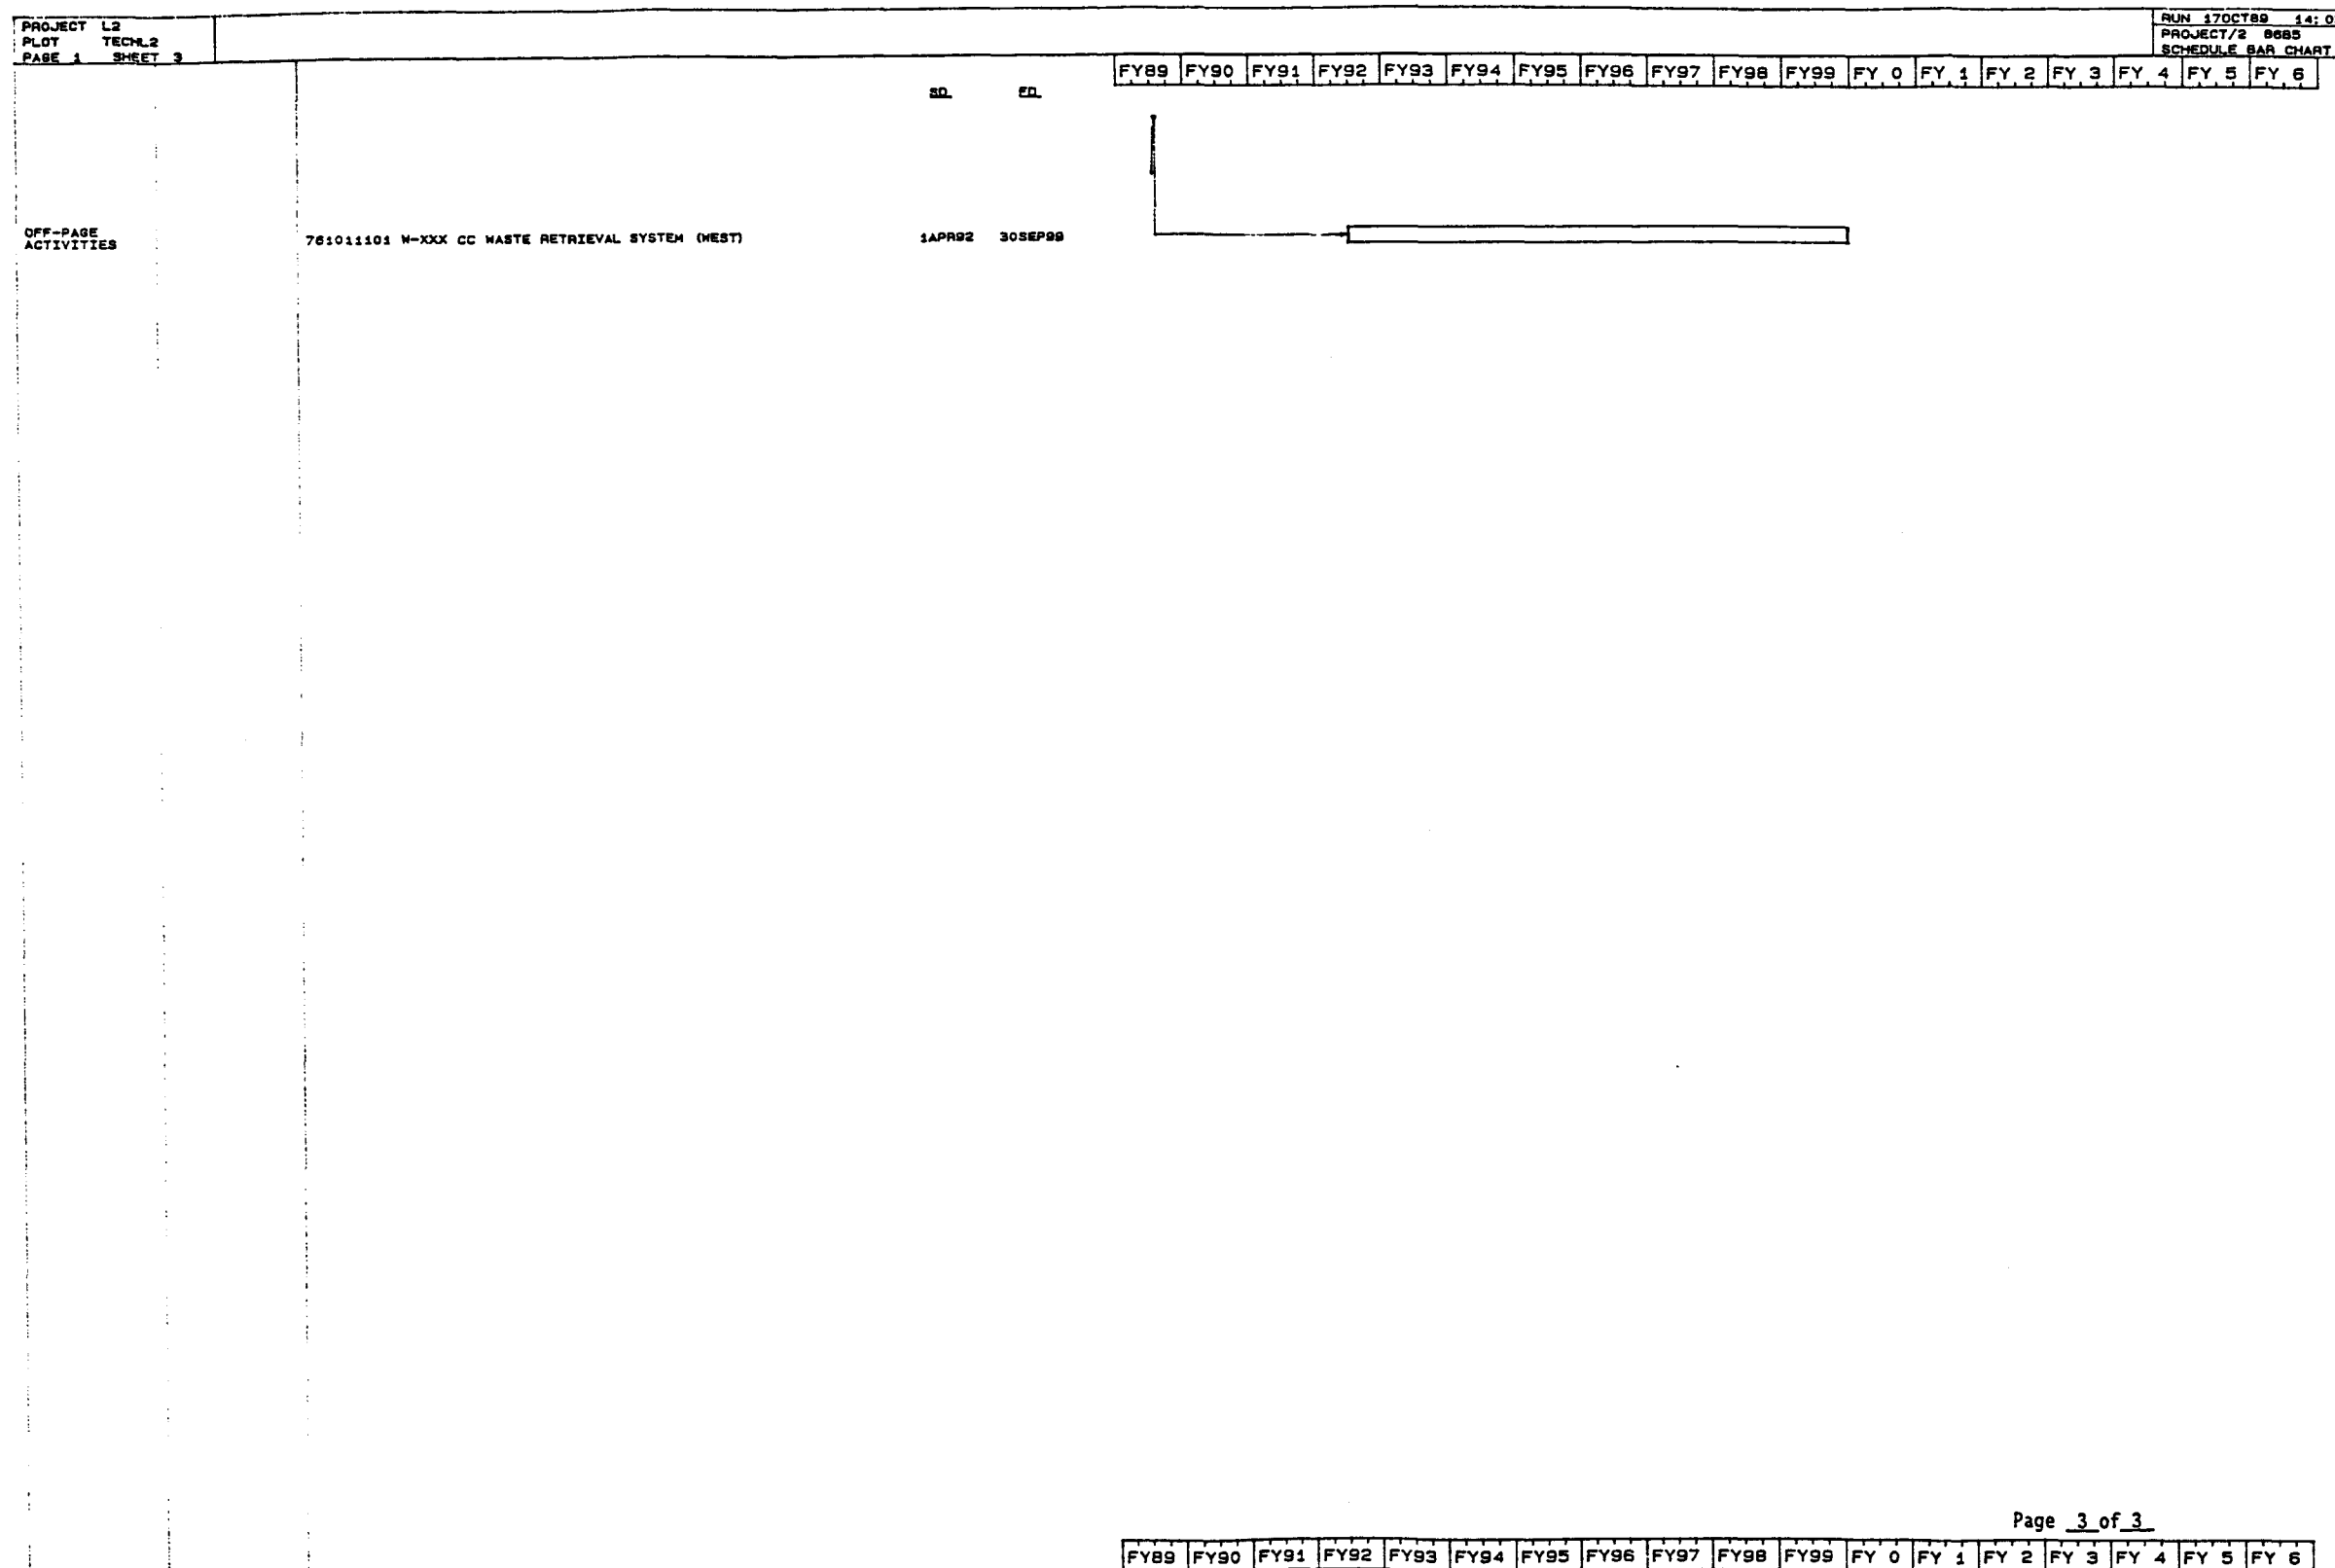 PROJECT L2
PLOT TECHL2
PAGE 1 SHEET 3
RUN 17OCT89 14:0
PROJECT/2 8685
SCHEDULE BAR CHART
FY89 FY90 FY91 FY92 FY93 FY94 FY95 FY96 FY97 FY98 FY99 FY 0 FY 1 FY 2 FY 3 FY 4 FY 5 FY 6
SD FD
OFF-PAGE
ACTIVITIES
761011101 W-XXX CC WASTE RETRIEVAL SYSTEM (WEST) 1APR92 30SEP99
Page 3 of 3
FY89 FY90 FY91 FY92 FY93 FY94 FY95 FY96 FY97 FY98 FY99 FY 0 FY 1 FY 2 FY 3 FY 4 FY 5 FY 6